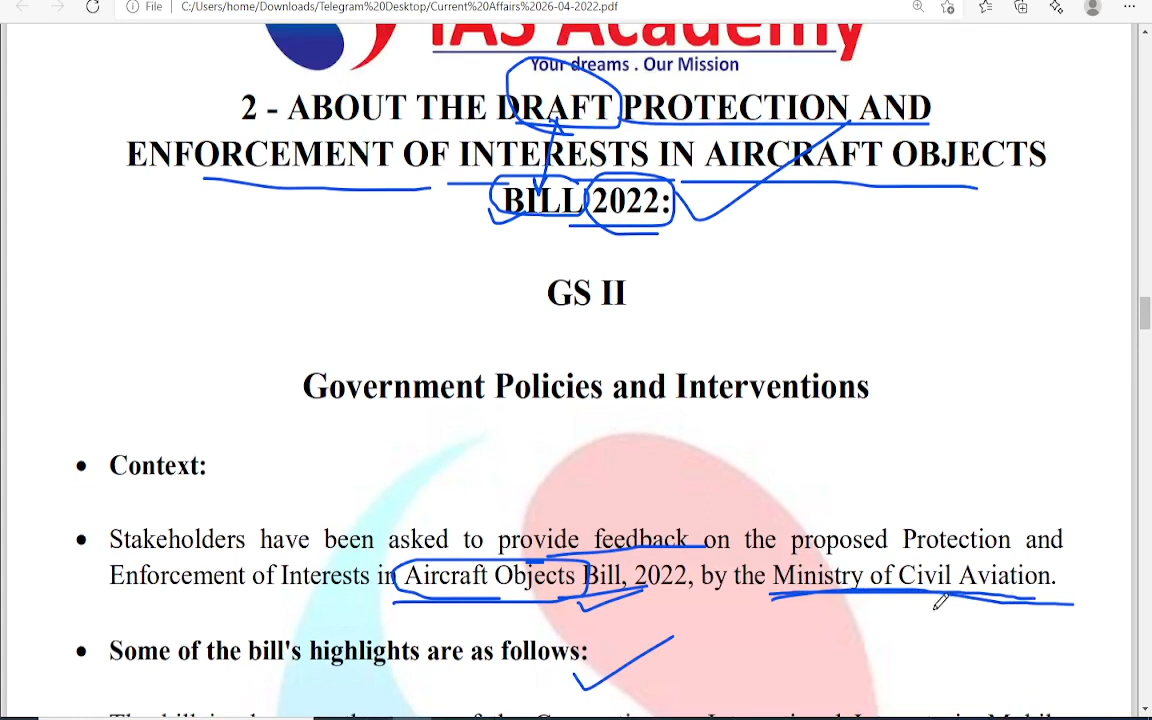 File
C:/Users/home/Downloads/Telegram%20Desktop/Current%20Affairs%2026-04-2022.pdf
IAS Academy
Your dreams . Our Mission
2 - ABOUT THE DRAFT PROTECTION AND
ENFORCEMENT OF INTERESTS IN AIRCRAFT OBJECTS
BILL 2022:
GS II
Government Policies and Interventions
• Context:
• Stakeholders have been asked to provide feedback on the proposed Protection and
Enforcement of Interests in Aircraft Objects Bill, 2022, by the Ministry of Civil Aviation.
• Some of the bill's highlights are as follows: